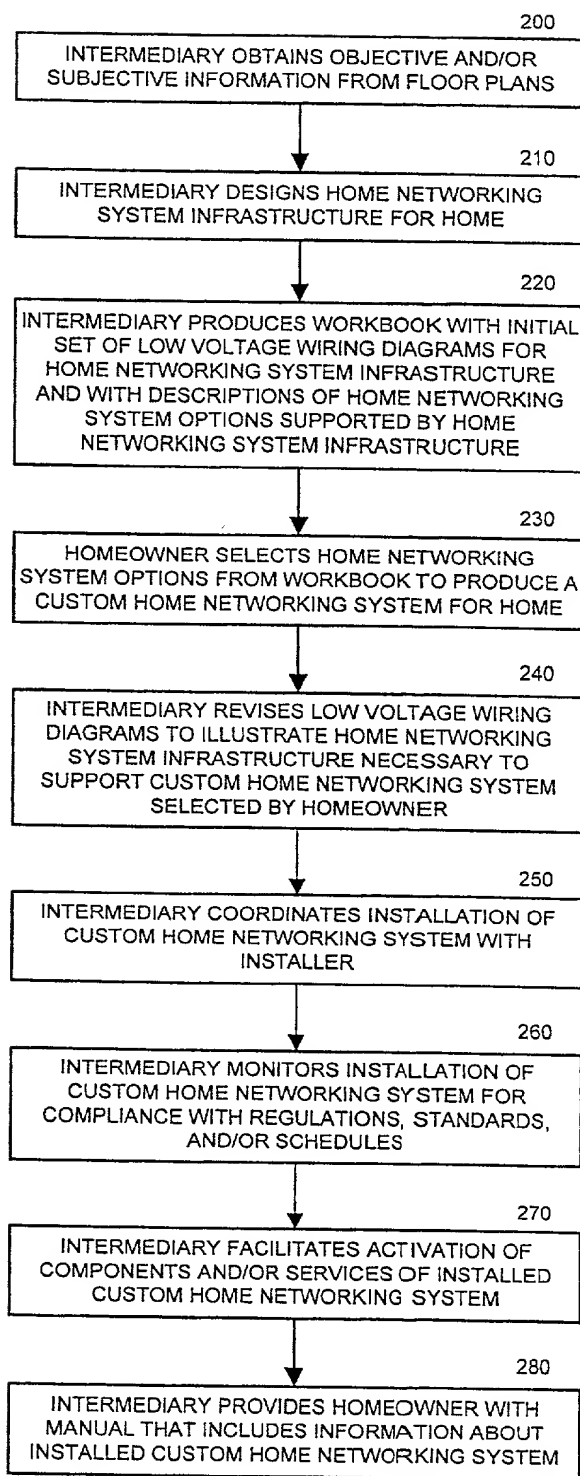 200
INTERMEDIARY OBTAINS OBJECTIVE AND/OR
SUBJECTIVE INFORMATION FROM FLOOR PLANS
210
INTERMEDIARY DESIGNS HOME NETWORKING
SYSTEM INFRASTRUCTURE FOR HOME
220
INTERMEDIARY PRODUCES WORKBOOK WITH INITIAL
SET OF LOW VOLTAGE WIRING DIAGRAMS FOR
HOME NETWORKING SYSTEM INFRASTRUCTURE
AND WITH DESCRIPTIONS OF HOME NETWORKING
SYSTEM OPTIONS SUPPORTED BY HOME
NETWORKING SYSTEM INFRASTRUCTURE
230
HOMEOWNER SELECTS HOME NETWORKING
SYSTEM OPTIONS FROM WORKBOOK TO PRODUCE A
CUSTOM HOME NETWORKING SYSTEM FOR HOME
240
INTERMEDIARY REVISES LOW VOLTAGE WIRING
DIAGRAMS TO ILLUSTRATE HOME NETWORKING
SYSTEM INFRASTRUCTURE NECESSARY TO
SUPPORT CUSTOM HOME NETWORKING SYSTEM
SELECTED BY HOMEOWNER
250
INTERMEDIARY COORDINATES INSTALLATION OF
CUSTOM HOME NETWORKING SYSTEM WITH
INSTALLER
260
INTERMEDIARY MONITORS INSTALLATION OF
CUSTOM HOME NETWORKING SYSTEM FOR
COMPLIANCE WITH REGULATIONS, STANDARDS,
AND/OR SCHEDULES
270
INTERMEDIARY FACILITATES ACTIVATION OF
COMPONENTS AND/OR SERVICES OF INSTALLED
CUSTOM HOME NETWORKING SYSTEM
280
INTERMEDIARY PROVIDES HOMEOWNER WITH
MANUAL THAT INCLUDES INFORMATION ABOUT
INSTALLED CUSTOM HOME NETWORKING SYSTEM